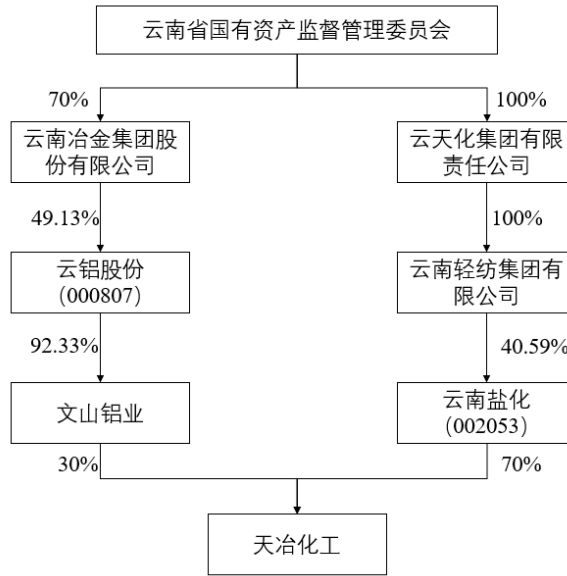 云南省国有资产监督管理委员会
70%
100%
云南冶金集团股
份有限公司
云天化集团有限
责任公司
49.13%
100%
云铝股份
(000807)
云南轻纺集团有
限公司
92.33%
40.59%
文山铝业
云南盐化
(002053)
30%
70%
天冶化工